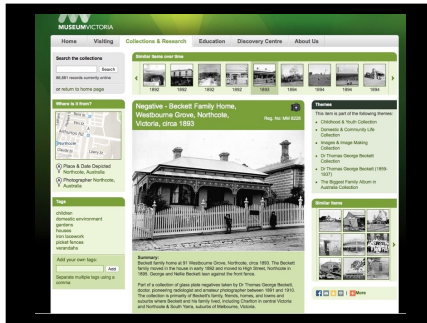 MUSEUMVICTORIA
Home Visiting Collections & Research Education Discovery Centre About Us
Search the collections
Search
records currently online
or return to home page
Similar items over time
1892 1892 1892 1892 1893 1894 1894 1894
Where is it from?
Northcote
Place & Date Depicted
Northcote, Australia
Photographer Northcote,
Australia
Tags
children
domestic environment
gardens
houses
iron lacework
picket fences
verandahs
Add your own tags:
Add
Separate multiple tags using a
comma
Negative - Beckett Family Home,
Westbourne Grove, Northcote,
Victoria, circa 1893
Reg. No: MM 6228
Summary:
Beckett family home at 91 Westbourne Grove, Northcote, circa 1893. The Beckett
family moved in the house in early 1892 and moved to High Street, Northcote in
1896. George and Nellie Beckett lean against the front fence.
Part of a collection of glass plate negatives taken by Dr Thomas George Beckett,
doctor, pioneering radiologist and amateur photographer between 1891 and 1910.
The collection is primarily of Beckett's family, friends, homes, and towns and
suburbs where Beckett and his family lived, including Charlton in central Victoria
and Northcote & South Yarra, suburbs of Melbourne, Victoria.
Themes
This item is part of the following themes:
Childhood & Youth Collection
Domestic & Community Life
Collection
Images & Image Making
Collection
Dr Thomas George Beckett
Collection
Dr Thomas George Beckett (1859-
1937)
The Biggest Family Album in
Australia Collection
Similar Items
More